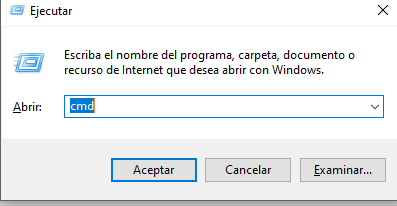 Ejecutar
Escriba el nombre del programa, carpeta, documento o
recurso de Internet que desea abrir con Windows.
Abrir: cmd
Aceptar Cancelar Examinar...